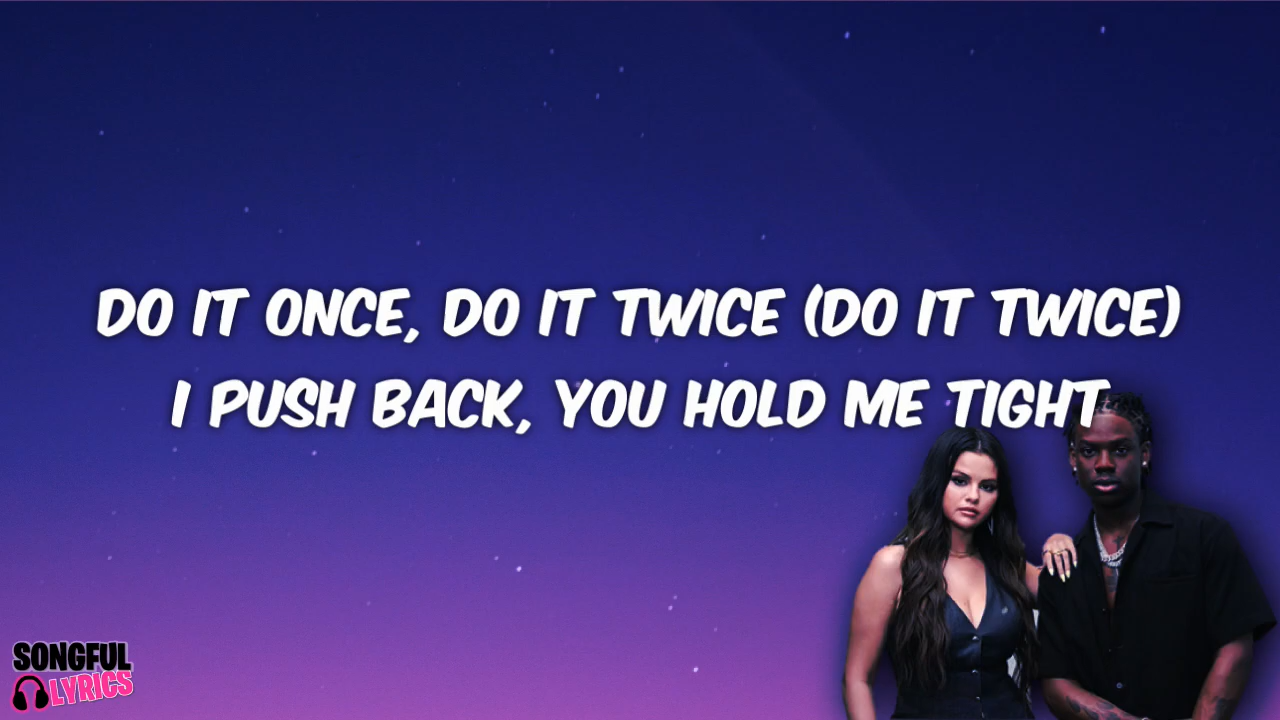 DO IT ONCE, DO IT TWICE (DO IT TWICE)
I PUSH BACK, YOU HOLD ME TIGHT
SONGFUL
LYRICS